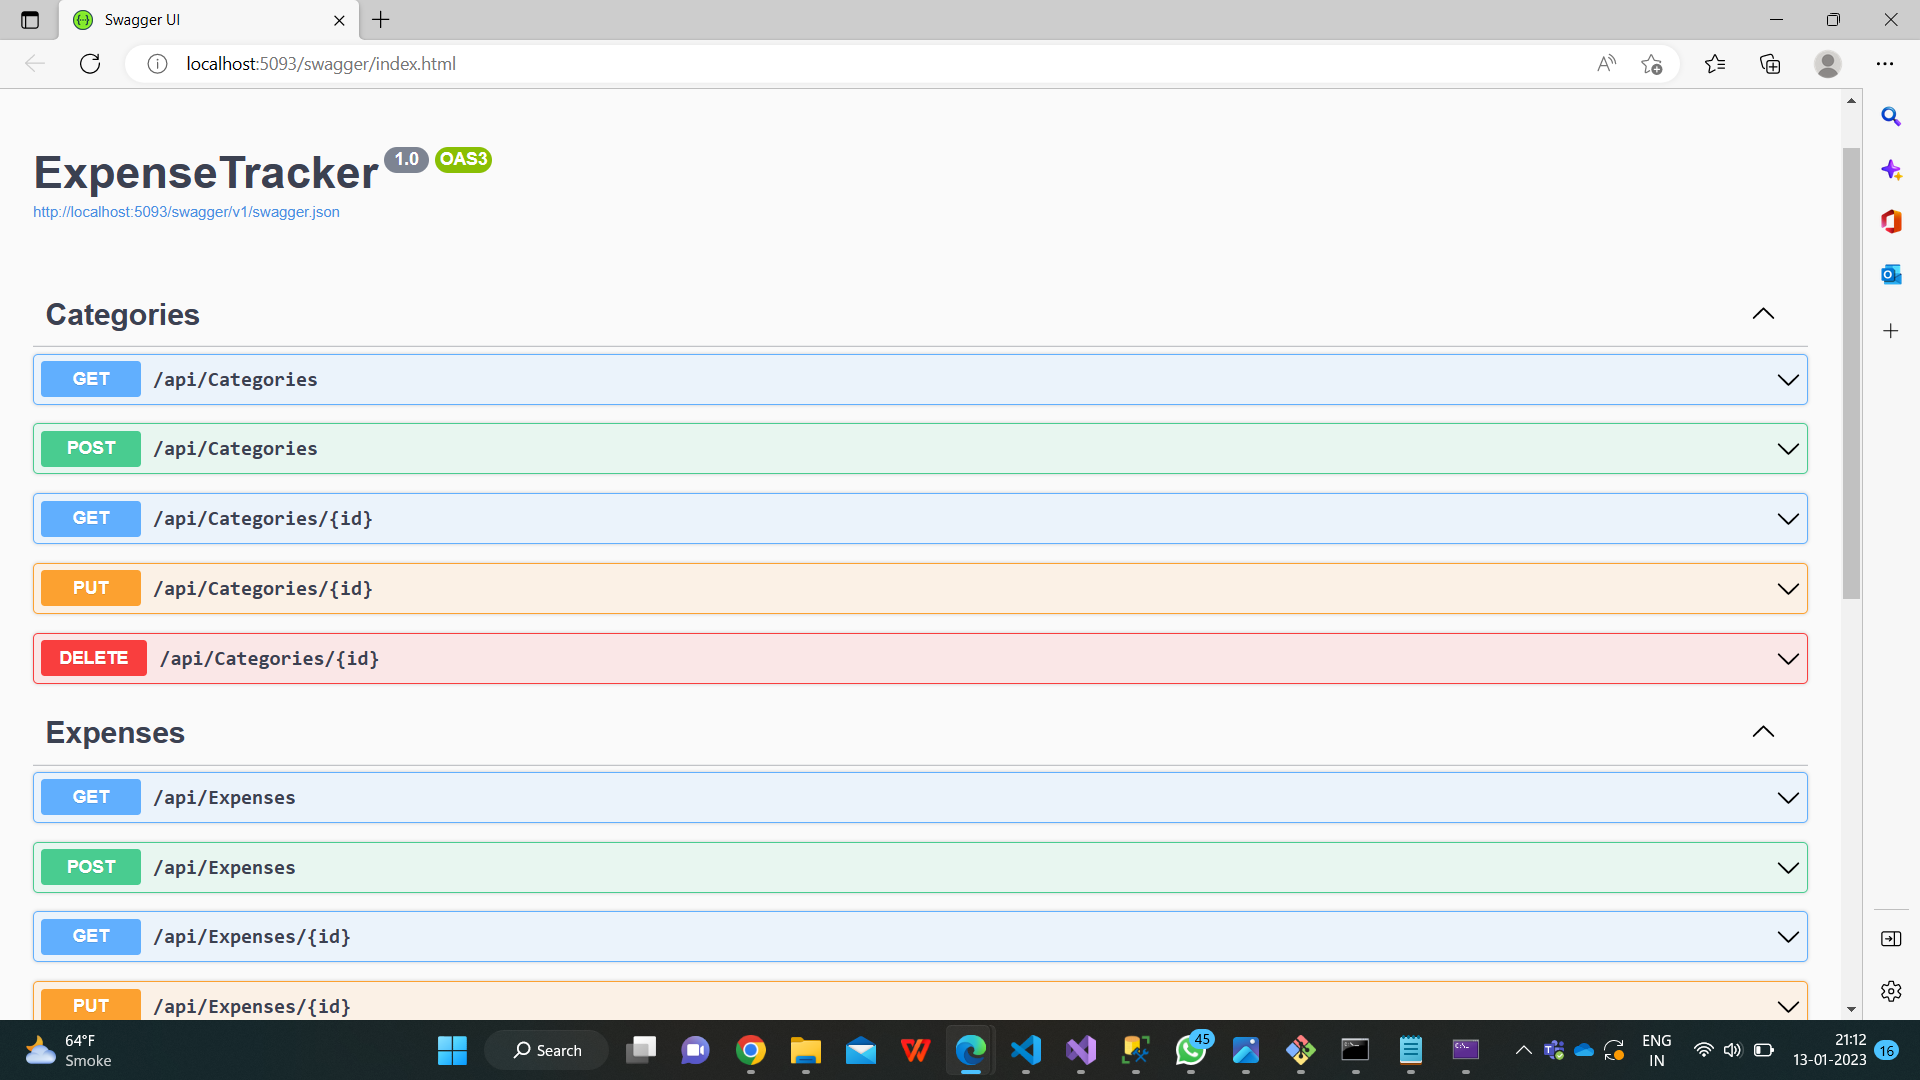 Swagger UI
localhost:5093/swagger/index.html
ExpenseTracker 1.0 OAS3
http://localhost:5093/swagger/v1/swagger.json
Categories
GET /api/Categories
POST /api/Categories
GET /api/Categories/{id}
PUT /api/Categories/{id}
DELETE /api/Categories/{id}
Expenses
GET /api/Expenses
POST /api/Expenses
GET /api/Expenses/{id}
PUT /api/Expenses/{id}
64°F
Smoke
Search
45
ENG
IN
21:12
13-01-2023
16